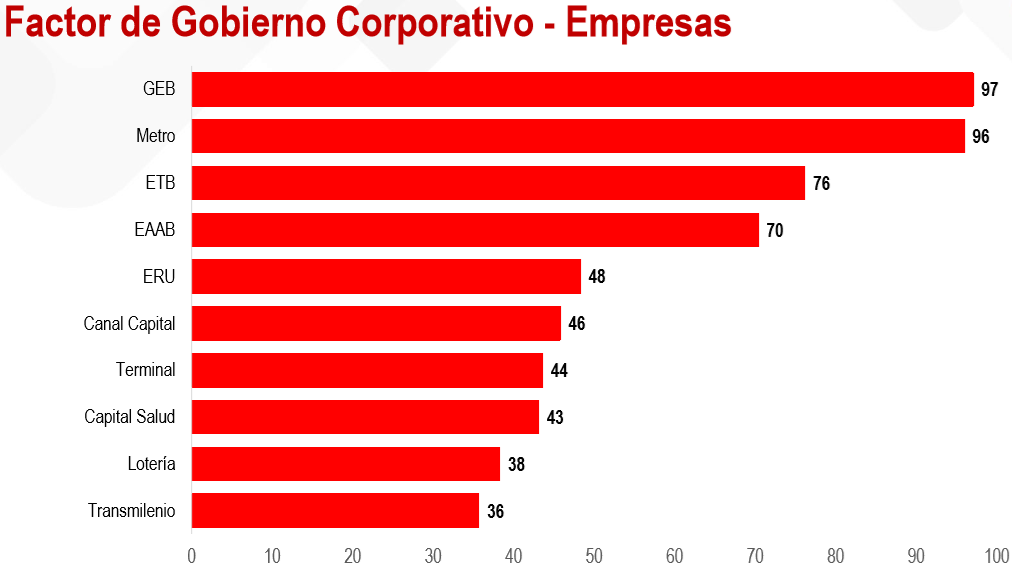 Factor de Gobierno Corporativo - Empresas
GEB 97
Metro 96
ETB 76
EAAB 70
ERU 48
Canal Capital 46
Terminal 44
Capital Salud 43
Lotería 38
Transmilenio 36
0 10 20 30 40 50 60 70 80 90 100